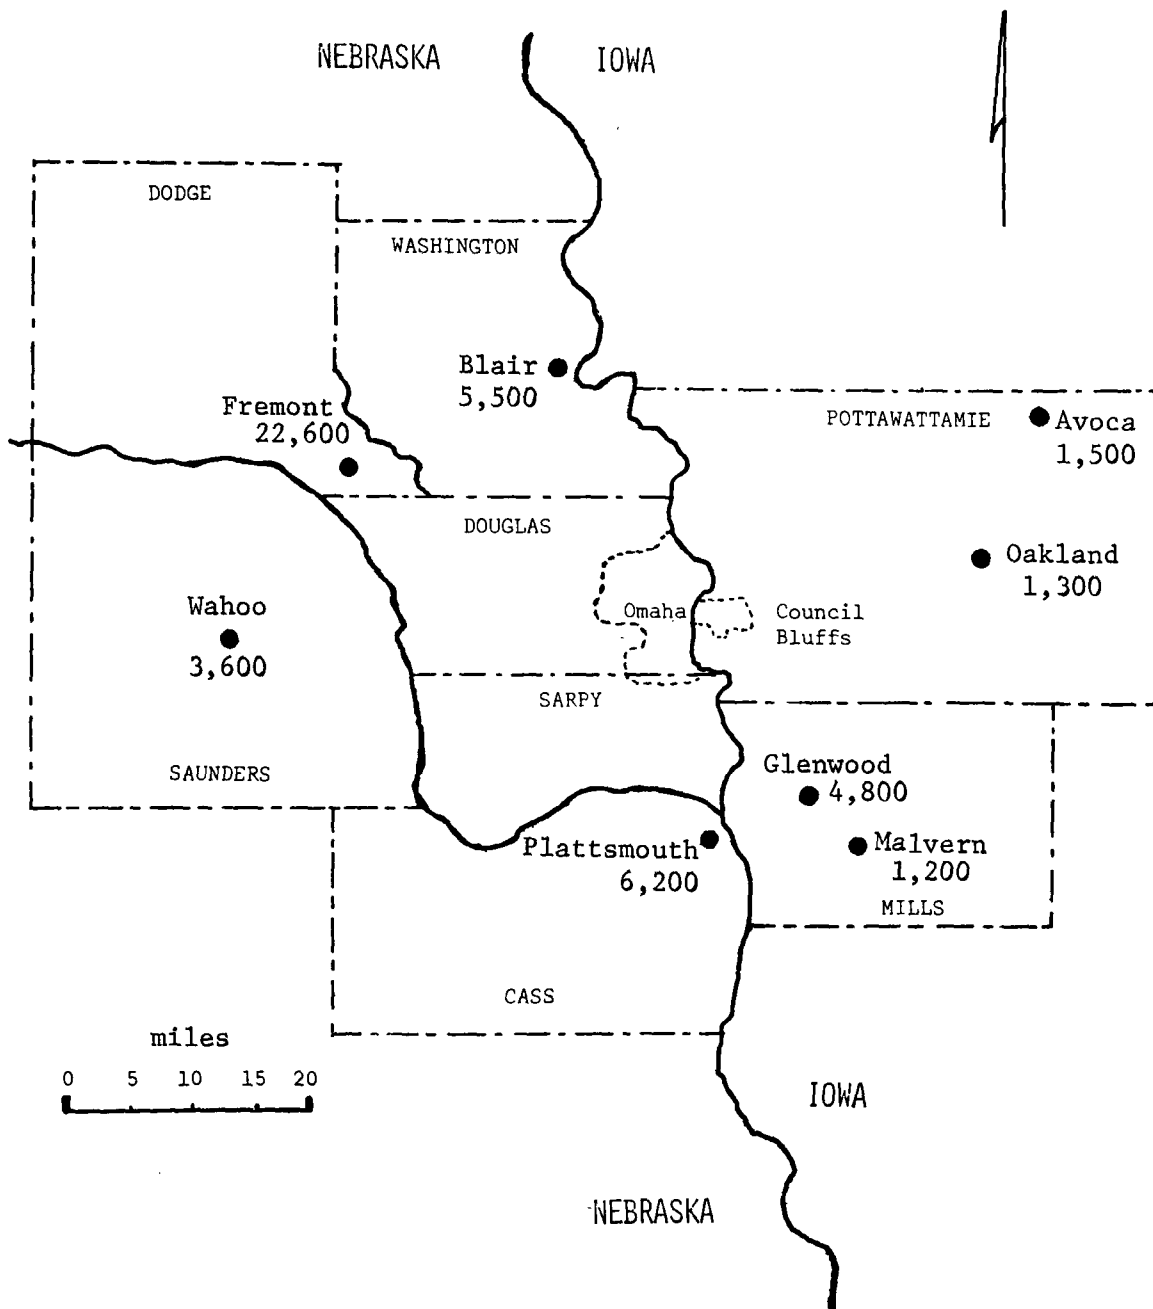 NEBRASKA
IOWA
DODGE
WASHINGTON
Blair
5,500
Fremont
22,600
POTTAWATTAMIE
Avoca
1,500
DOUGLAS
Oakland
1,300
Wahoo
3,600
Omaha
Council
Bluffs
SARPY
SAUNDERS
Glenwood
4,800
Plattsmouth
6,200
Malvern
1,200
MILLS
CASS
miles
0 5 10 15 20
IOWA
NEBRASKA